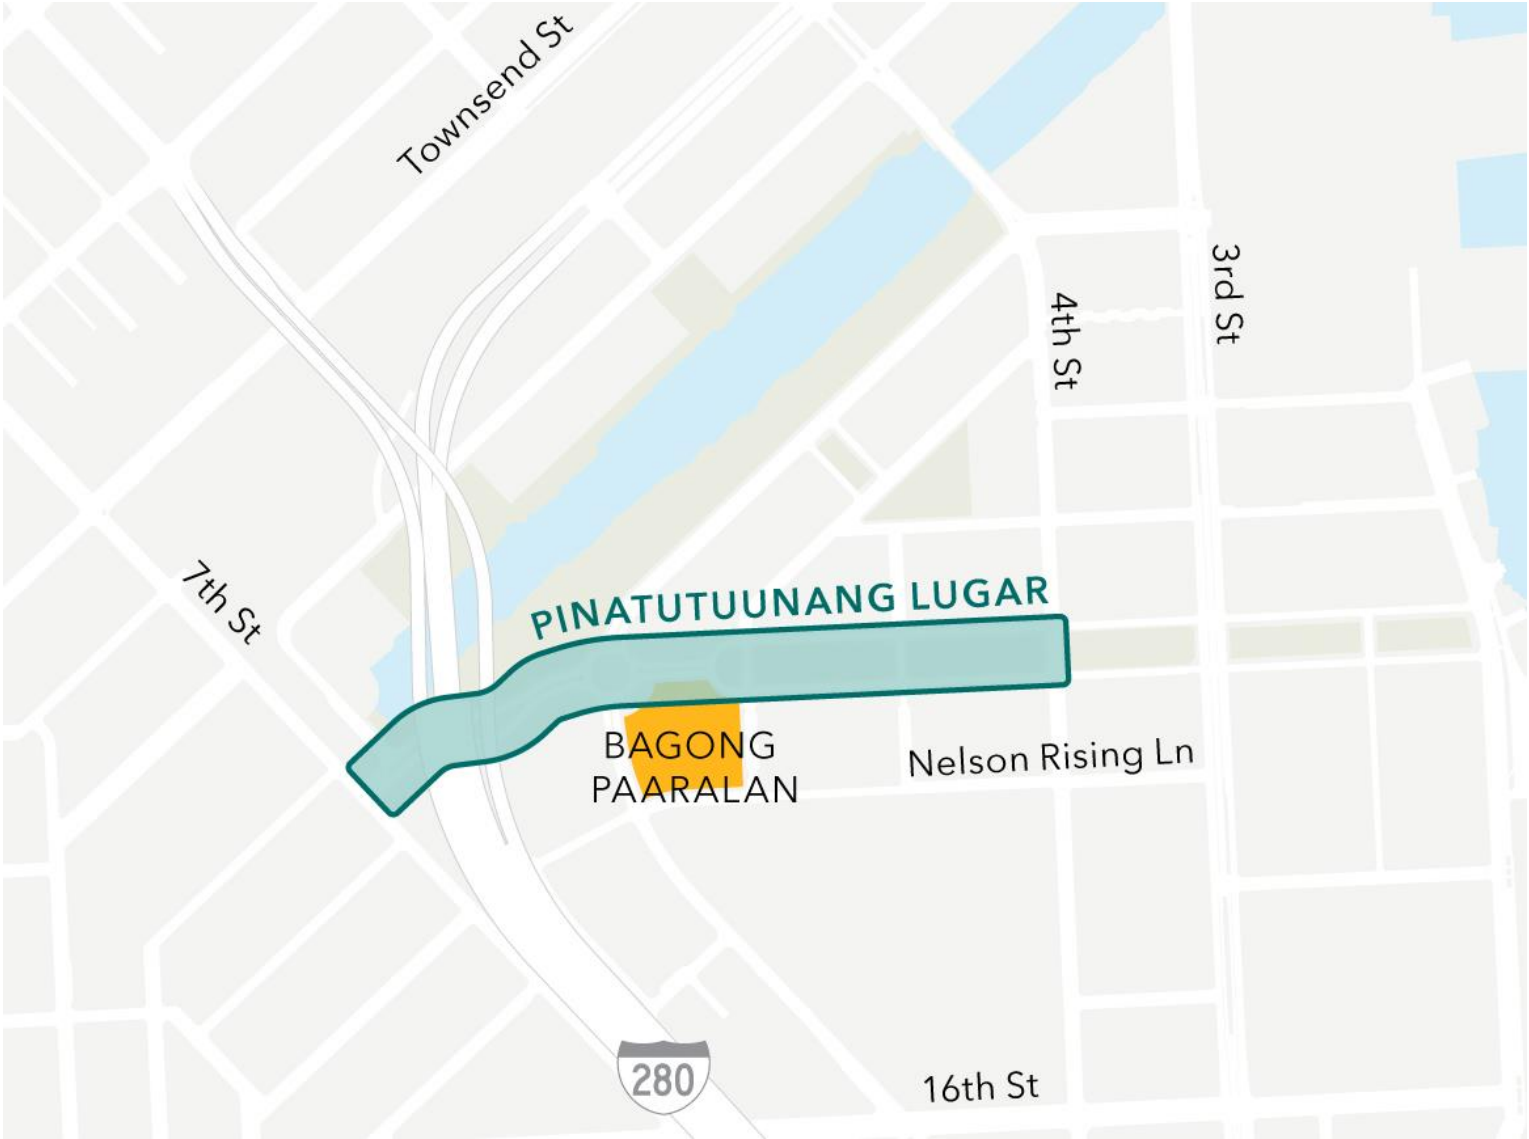 Townsend St
3rd St
4th St
7th St
PINATUTUUNANG LUGAR
BAGONG
PAARALAN
Nelson Rising Ln
280
16th St